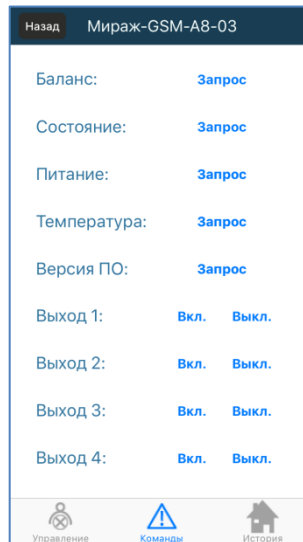 Назад Мираж-GSM-A8-03
Баланс: Запрос
Состояние: Запрос
Питание: Запрос
Температура: Запрос
Версия ПО: Запрос
Выход 1: Вкл. Выкл.
Выход 2: Вкл. Выкл.
Выход 3: Вкл. Выкл.
Выход 4: Вкл. Выкл.
Управление Команды История